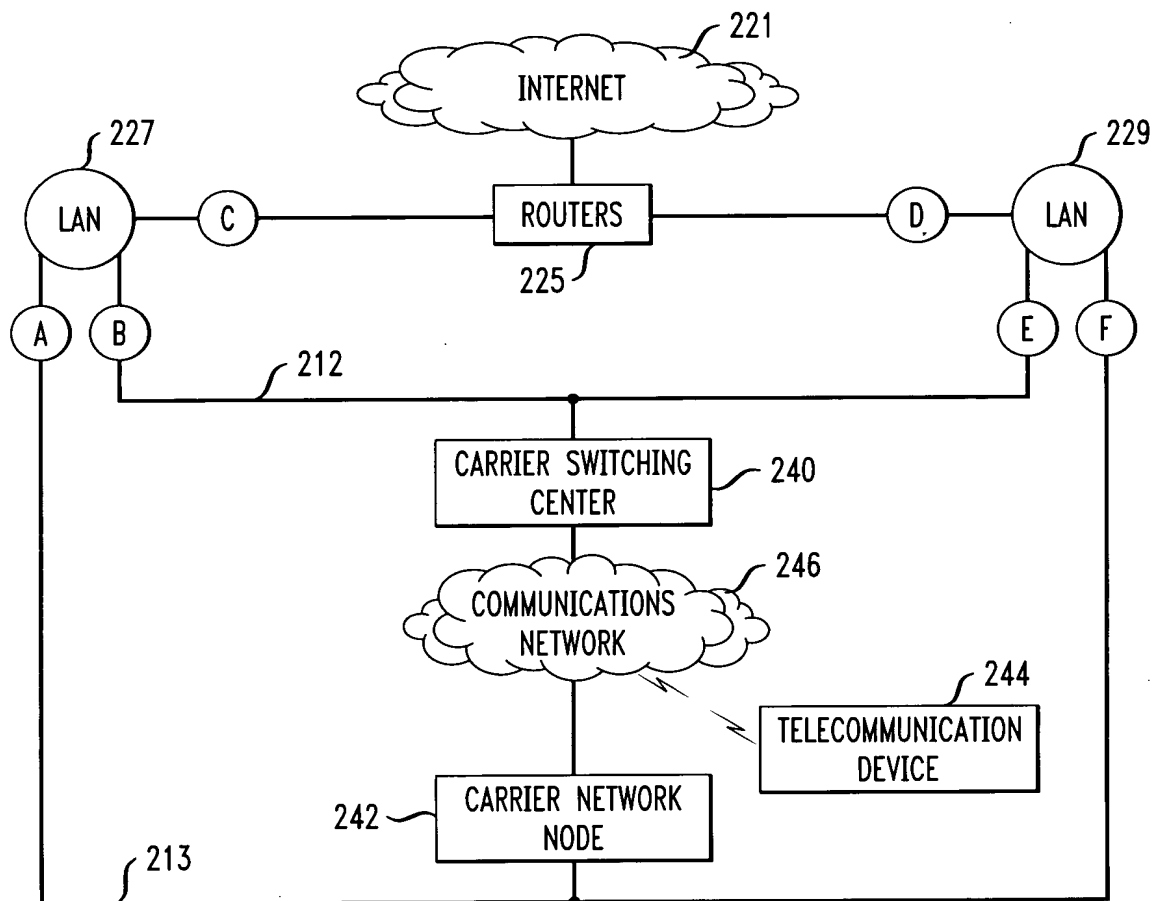 221
INTERNET
227
229
LAN
C
ROUTERS
D
LAN
225
A
B
E
F
212
CARRIER SWITCHING
CENTER
240
246
COMMUNICATIONS
NETWORK
244
TELECOMMUNICATION
DEVICE
242
CARRIER NETWORK
NODE
213